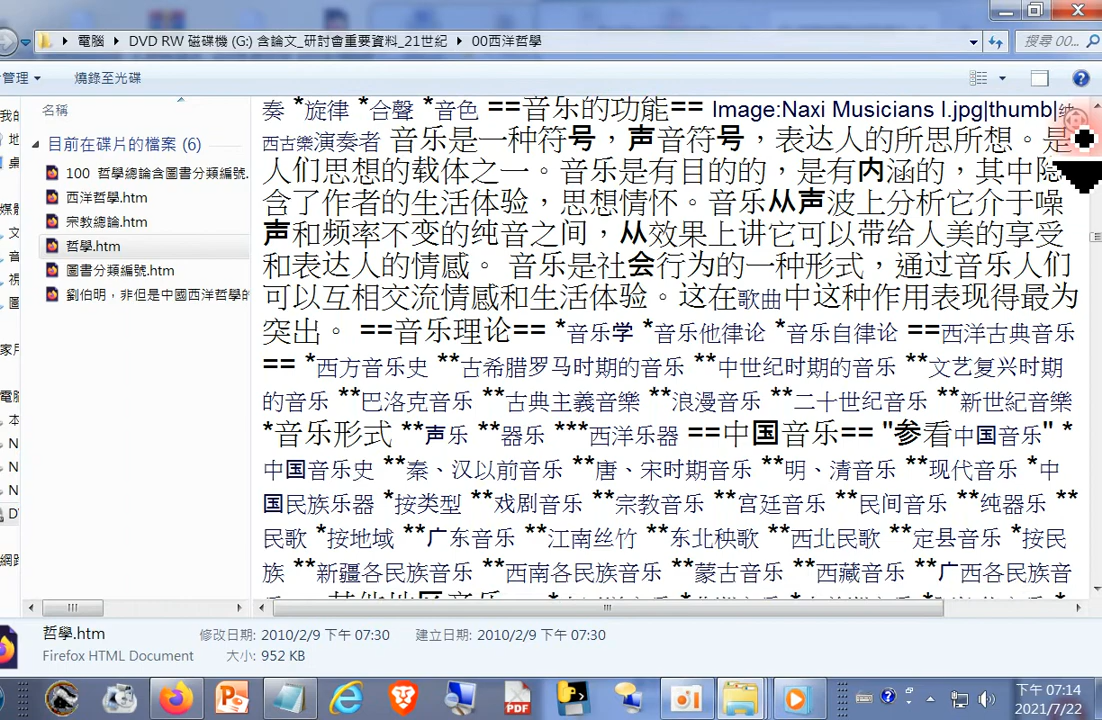 電腦 ▸ DVD RW 磁碟機 (G:) 含論文_研討會重要資料_21世紀 ▸ 00西洋哲學
搜尋 00...
管理 燒錄至光碟
名稱
目前在碟片的檔案 (6)
100 哲學總論含圖書分類編號.
西洋哲學.htm
宗教總論.htm
哲學.htm
圖書分類編號.htm
劉伯明，非但是中國西洋哲學的
奏 *旋律 *合聲 *音色 ==音乐的功能== Image:Naxi Musicians I.jpg|thumb|纳
西古樂演奏者 音乐是一种符号，声音符号，表达人的所思所想。是
人们思想的载体之一。音乐是有目的的，是有内涵的，其中隐
含了作者的生活体验，思想情怀。音乐从声波上分析它介于噪
声和频率不变的纯音之间，从效果上讲它可以带给人美的享受
和表达人的情感。 音乐是社会行为的一种形式，通过音乐人们
可以互相交流情感和生活体验。这在歌曲中这种作用表现得最为
突出。 ==音乐理论== *音乐学 *音乐他律论 *音乐自律论 ==西洋古典音乐
== *西方音乐史 **古希腊罗马时期的音乐 **中世纪时期的音乐 **文艺复兴时期
的音乐 **巴洛克音乐 **古典主義音樂 **浪漫音乐 **二十世纪音乐 **新世紀音樂
*音乐形式 **声乐 **器乐 ***西洋乐器 ==中国音乐== "参看中国音乐" *
中国音乐史 **秦、汉以前音乐 **唐、宋时期音乐 **明、清音乐 **现代音乐 *中
国民族乐器 *按类型 **戏剧音乐 **宗教音乐 **宫廷音乐 **民间音乐 **纯器乐 **
民歌 *按地域 **广东音乐 **江南丝竹 **东北秧歌 **西北民歌 **定县音乐 *按民
族 **新疆各民族音乐 **西南各民族音乐 **蒙古音乐 **西藏音乐 **广西各民族音
哲學.htm 修改日期: 2010/2/9 下午 07:30 建立日期: 2010/2/9 下午 07:30
Firefox HTML Document 大小: 952 KB
下午 07:14
2021/7/22